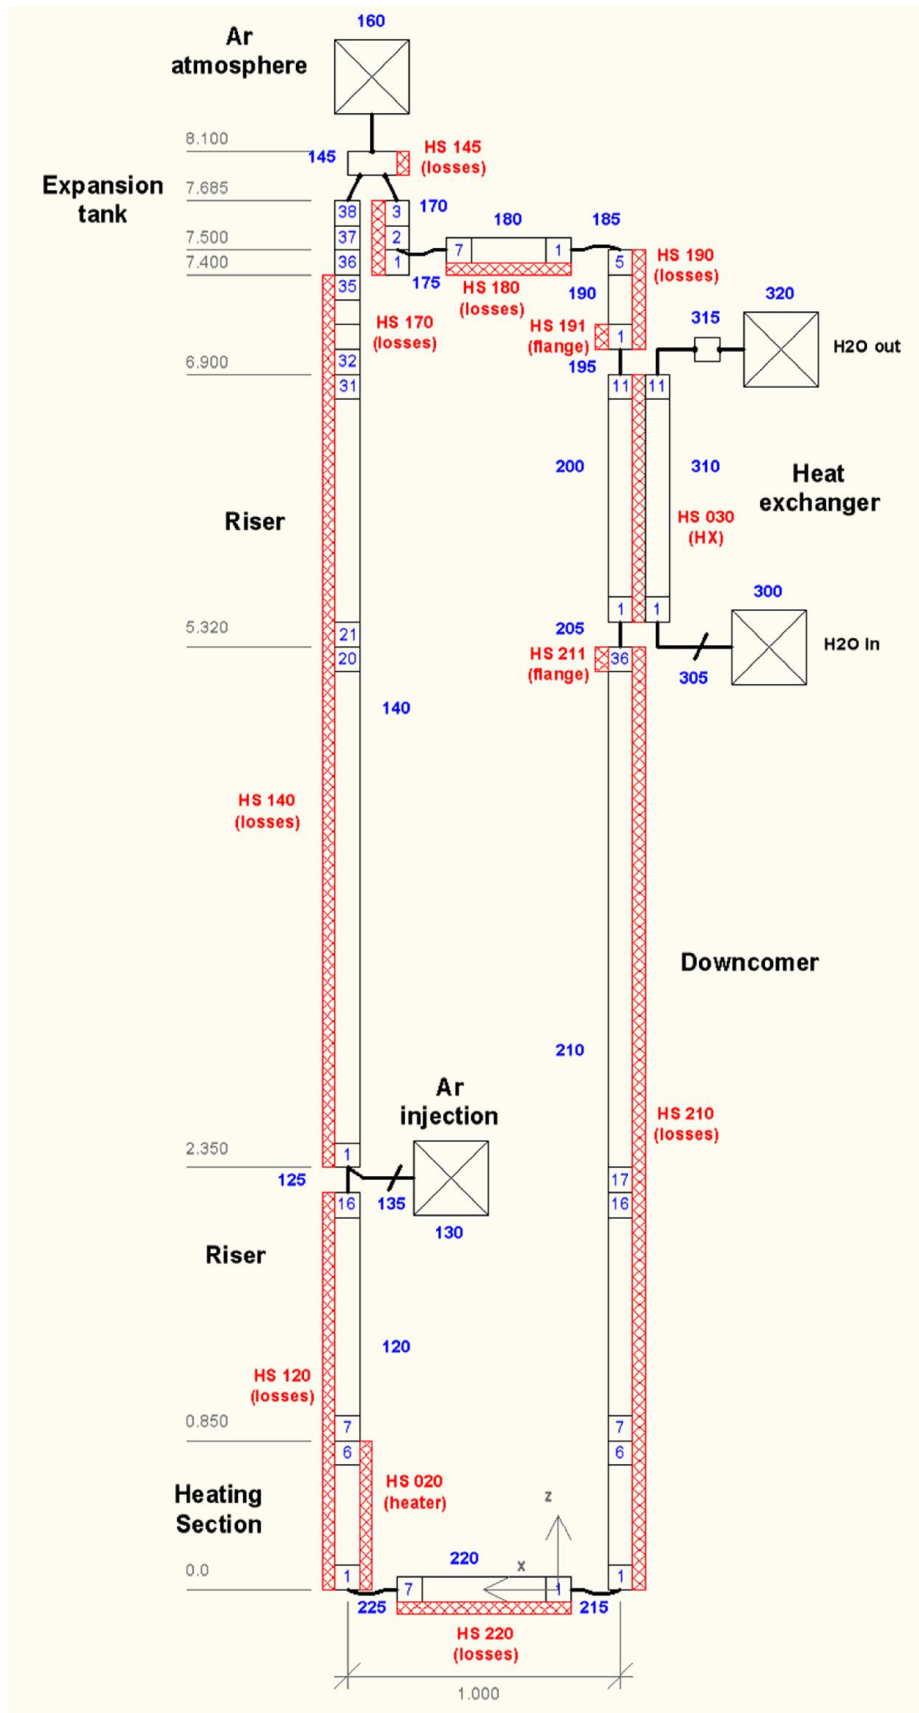 160
Ar
atmosphere
8.100
145
HS 145
(losses)
Expansion
tank
7.685
38
3
170
180
185
37
2
7.500
7
1
36
1
7.400
175
5
HS 190
(losses)
35
HS 180
(losses)
190
320
HS 170
(losses)
HS 191
(flange)
1
315
H2O out
32
195
6.900
31
11
11
200
310
Heat
exchanger
Riser
HS 030
(HX)
300
1
1
5.320
21
205
20
HS 211
(flange)
36
H2O In
305
140
HS 140
(losses)
Downcomer
210
Ar
injection
HS 210
(losses)
2.350
1
125
17
135
16
16
130
Riser
120
HS 120
(losses)
0.850
7
7
6
6
HS 020
(heater)
Heating
Section
z
220
x
0.0
1
7
1
1
225
215
HS 220
(losses)
1.000